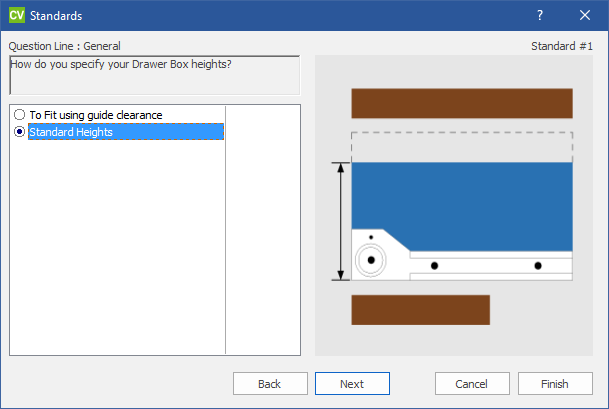 CV Standards ?
Question Line : General
Standard #1
How do you specify your Drawer Box heights?
To Fit using guide clearance
Standard Heights
Back Next Cancel Finish